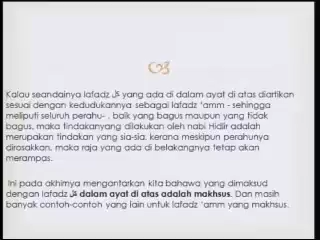 Kalau seandainya lafadz كل yang ada di dalam ayat di atas diartikan
sesuai dengan kedudukannya sebagai lafadz 'amm - sehingga
meliputi seluruh perahu- , baik yang bagus maupun yang tidak
bagus, maka tindakanyang dilakukan oleh nabi Hidlir adalah
merupakan tindakan yang sia-sia, kerana meskipun perahunya
dirosakkan, maka raja yang ada di belakangnya tetap akan
merampas.
Ini pada akhirnya mengantarkan kita bahawa yang dimaksud
dengan lafadz كل dalam ayat di atas adalah makhsus. Dan masih
banyak contoh-contoh yang lain untuk lafadz 'amm yang makhsus.